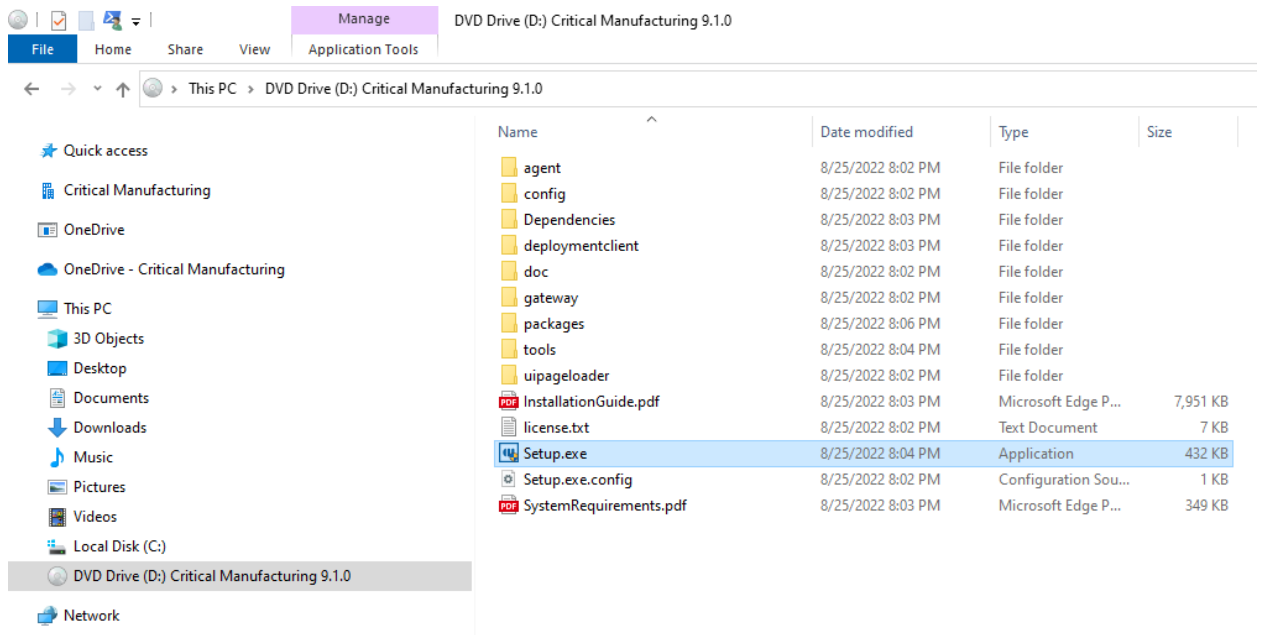 Manage DVD Drive (D:) Critical Manufacturing 9.1.0
File Home Share View Application Tools
This PC DVD Drive (D:) Critical Manufacturing 9.1.0
Quick access
Critical Manufacturing
OneDrive
OneDrive - Critical Manufacturing
This PC
3D Objects
Desktop
Documents
Downloads
Music
Pictures
Videos
Local Disk (C:)
DVD Drive (D:) Critical Manufacturing 9.1.0
Network
Name Date modified Type Size
agent 8/25/2022 8:02 PM File folder
config 8/25/2022 8:02 PM File folder
Dependencies 8/25/2022 8:03 PM File folder
deploymentclient 8/25/2022 8:03 PM File folder
doc 8/25/2022 8:02 PM File folder
gateway 8/25/2022 8:02 PM File folder
packages 8/25/2022 8:06 PM File folder
tools 8/25/2022 8:04 PM File folder
uipageloader 8/25/2022 8:02 PM File folder
PDF InstallationGuide.pdf 8/25/2022 8:03 PM Microsoft Edge P... 7,951 KB
license.txt 8/25/2022 8:02 PM Text Document 7 KB
Setup.exe 8/25/2022 8:04 PM Application 432 KB
Setup.exe.config 8/25/2022 8:02 PM Configuration Sou... 1 KB
PDF SystemRequirements.pdf 8/25/2022 8:03 PM Microsoft Edge P... 349 KB